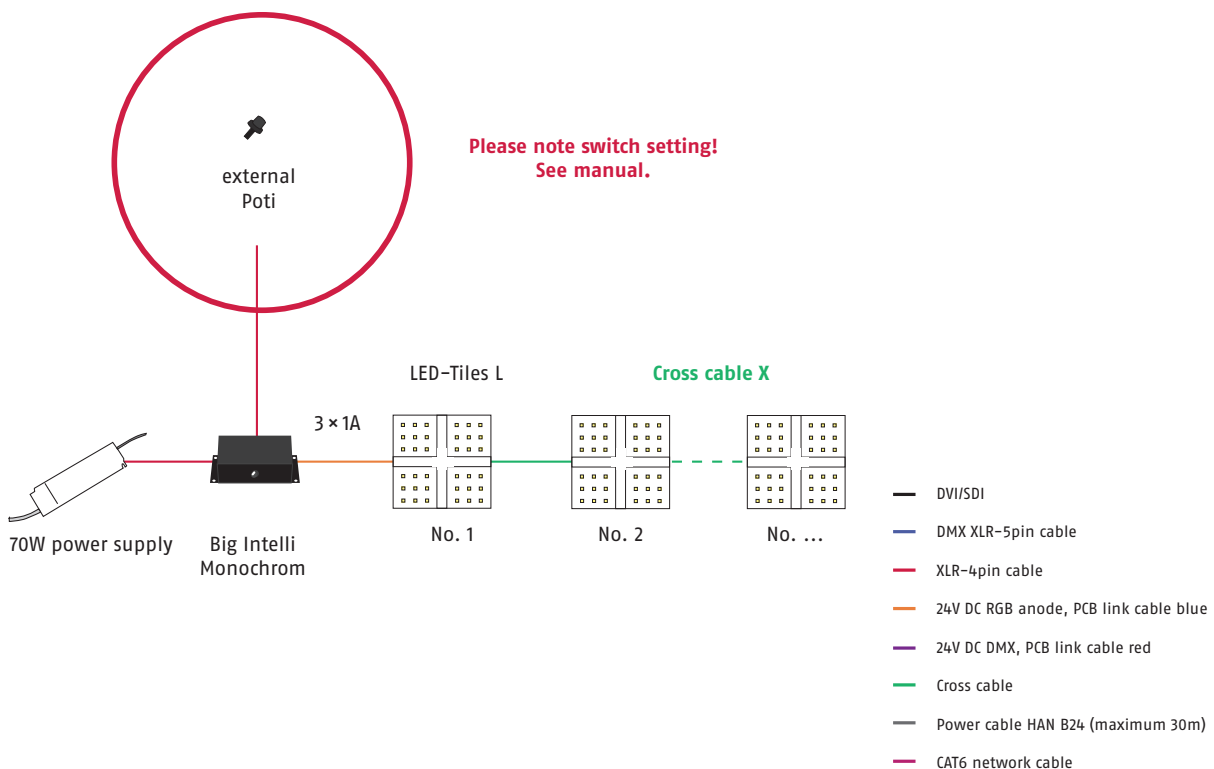 external
Poti
Please note switch setting!
See manual.
LED-Tiles L
Cross cable X
3 × 1A
70W power supply
Big Intelli
Monochrom
No. 1
No. 2
No. ...
DVI/SDI
DMX XLR-5pin cable
XLR-4pin cable
24V DC RGB anode, PCB link cable blue
24V DC DMX, PCB link cable red
Cross cable
Power cable HAN B24 (maximum 30m)
CAT6 network cable